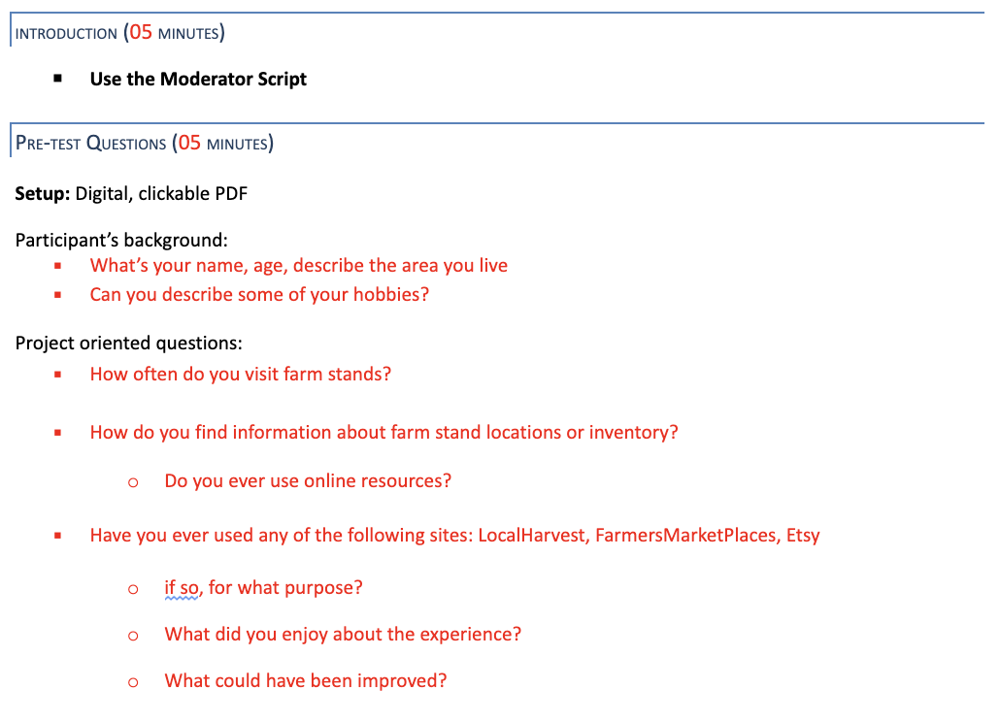 INTRODUCTION (05 MINUTES)
▪ Use the Moderator Script
PRE-TEST QUESTIONS (05 MINUTES)
Setup: Digital, clickable PDF
Participant’s background:
▪ What’s your name, age, describe the area you live
▪ Can you describe some of your hobbies?
Project oriented questions:
▪ How often do you visit farm stands?
▪ How do you find information about farm stand locations or inventory?
o Do you ever use online resources?
▪ Have you ever used any of the following sites: LocalHarvest, FarmersMarketPlaces, Etsy
o if so, for what purpose?
o What did you enjoy about the experience?
o What could have been improved?